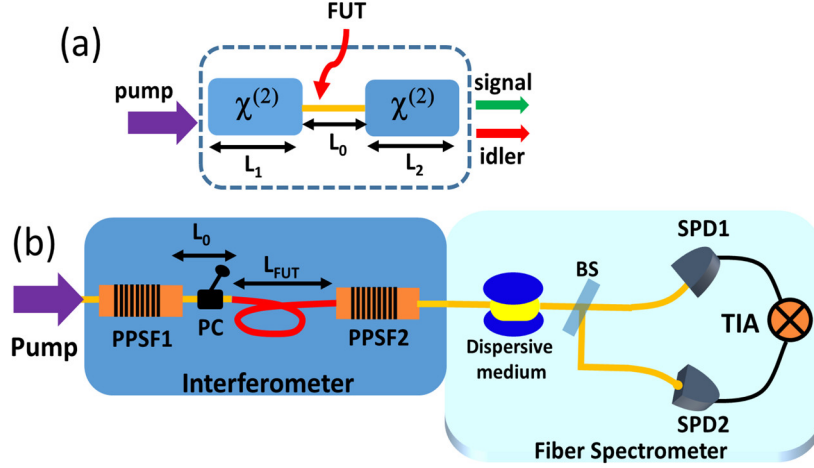 (a)
FUT
pump
χ(2)
χ(2)
signal
idler
L0
L1
L2
(b)
L0
LFUT
Pump
PPSF1
PC
PPSF2
Interferometer
Dispersive
medium
BS
SPD1
TIA
SPD2
Fiber Spectrometer